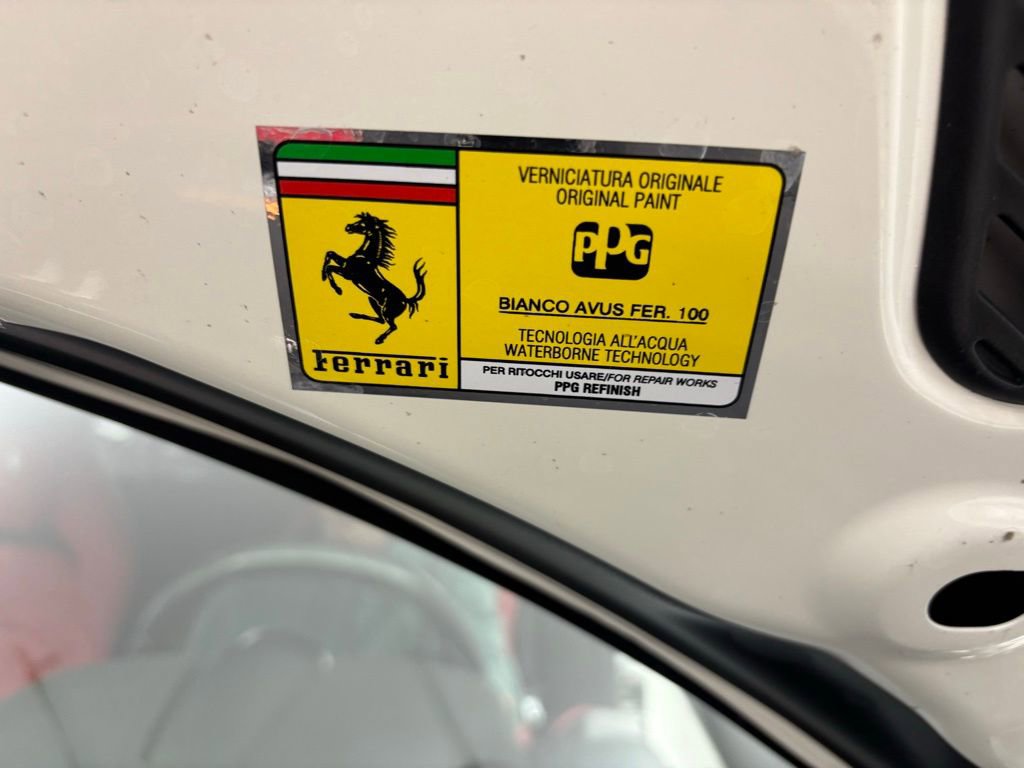 Ferrari
VERNICIATURA ORIGINALE
ORIGINAL PAINT
PPG
BIANCO AVUS FER. 100
TECNOLOGIA ALL'ACQUA
WATERBORNE TECHNOLOGY
PER RITOCCHI USARE/FOR REPAIR WORKS
PPG REFINISH